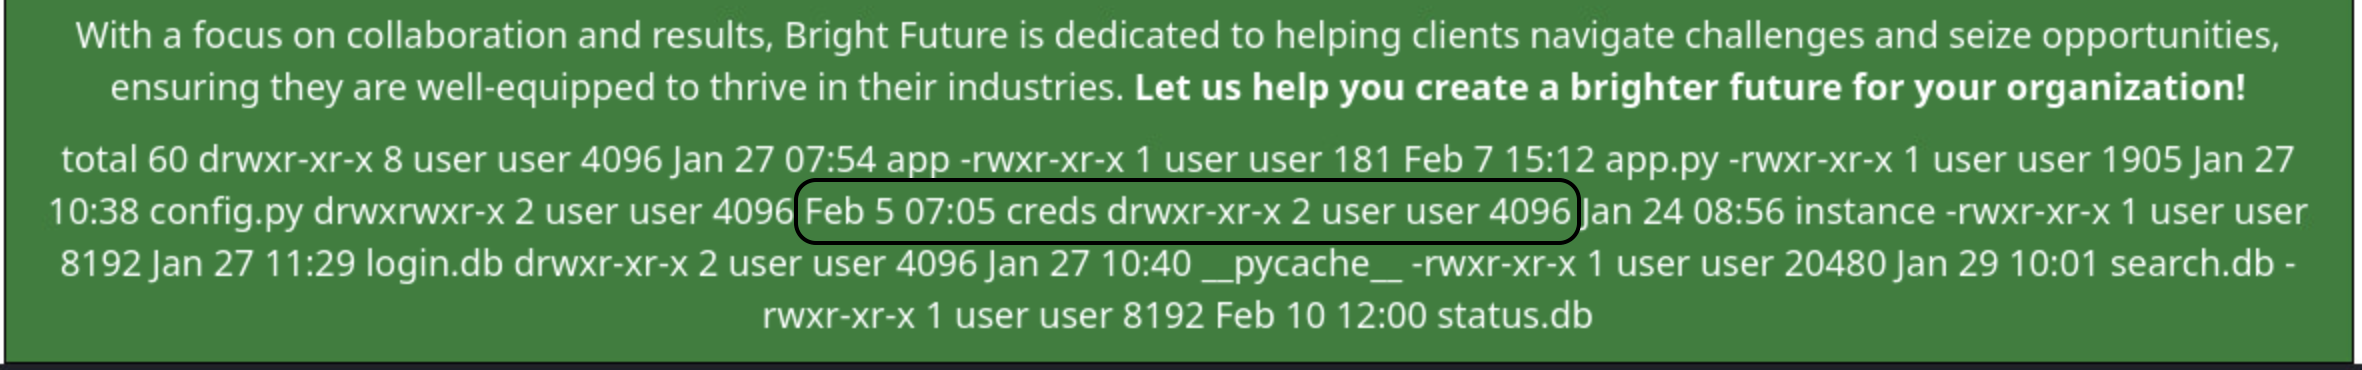 With a focus on collaboration and results, Bright Future is dedicated to helping clients navigate challenges and seize opportunities,
ensuring they are well-equipped to thrive in their industries. Let us help you create a brighter future for your organization!
total 60 drwxr-xr-x 8 user user 4096 Jan 27 07:54 app -rwxr-xr-x 1 user user 181 Feb 7 15:12 app.py -rwxr-xr-x 1 user user 1905 Jan 27
10:38 config.py drwxrwxr-x 2 user user 4096 Feb 5 07:05 creds drwxr-xr-x 2 user user 4096 Jan 24 08:56 instance -rwxr-xr-x 1 user user
8192 Jan 27 11:29 login.db drwxr-xr-x 2 user user 4096 Jan 27 10:40 __pycache__ -rwxr-xr-x 1 user user 20480 Jan 29 10:01 search.db -
rwxr-xr-x 1 user user 8192 Feb 10 12:00 status.db